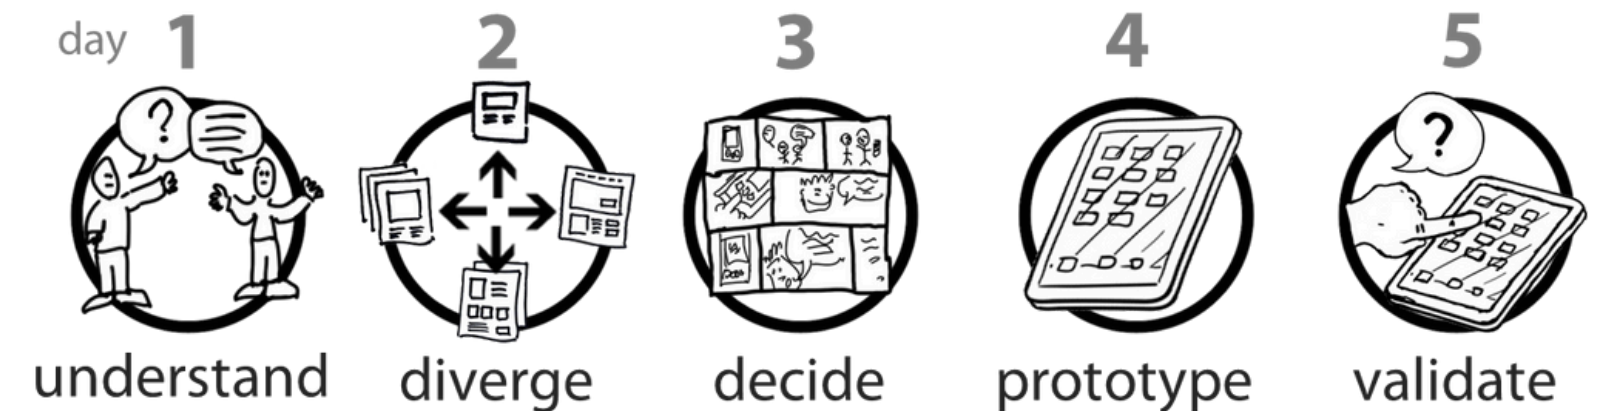 day 1 2 3 4 5
?
?
understand diverge decide prototype validate